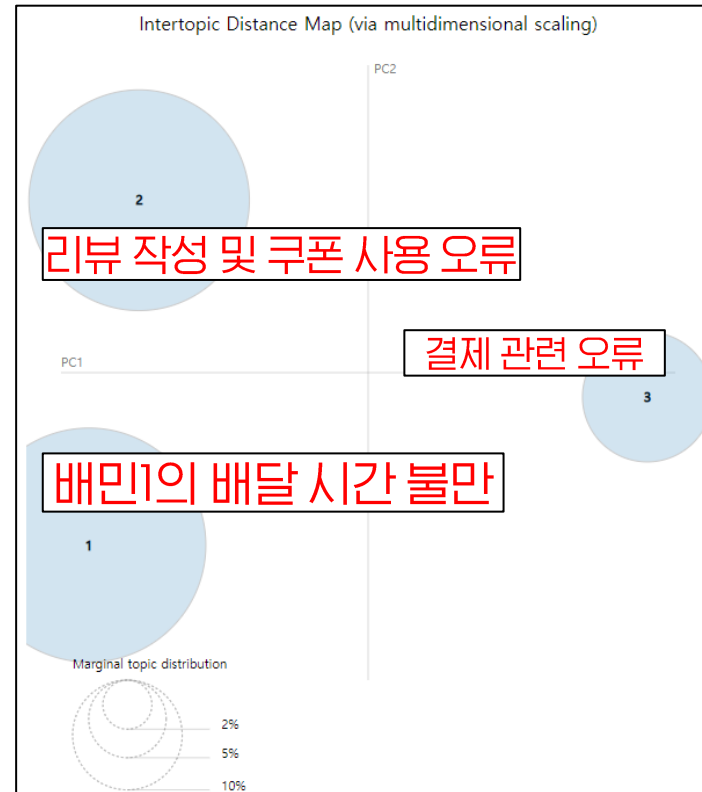 Intertopic Distance Map (via multidimensional scaling)
PC2
2
리뷰 작성 및 쿠폰 사용 오류
결제 관련 오류
PC1
3
배민1의 배달 시간 불만
1
Marginal topic distribution
2%
5%
10%